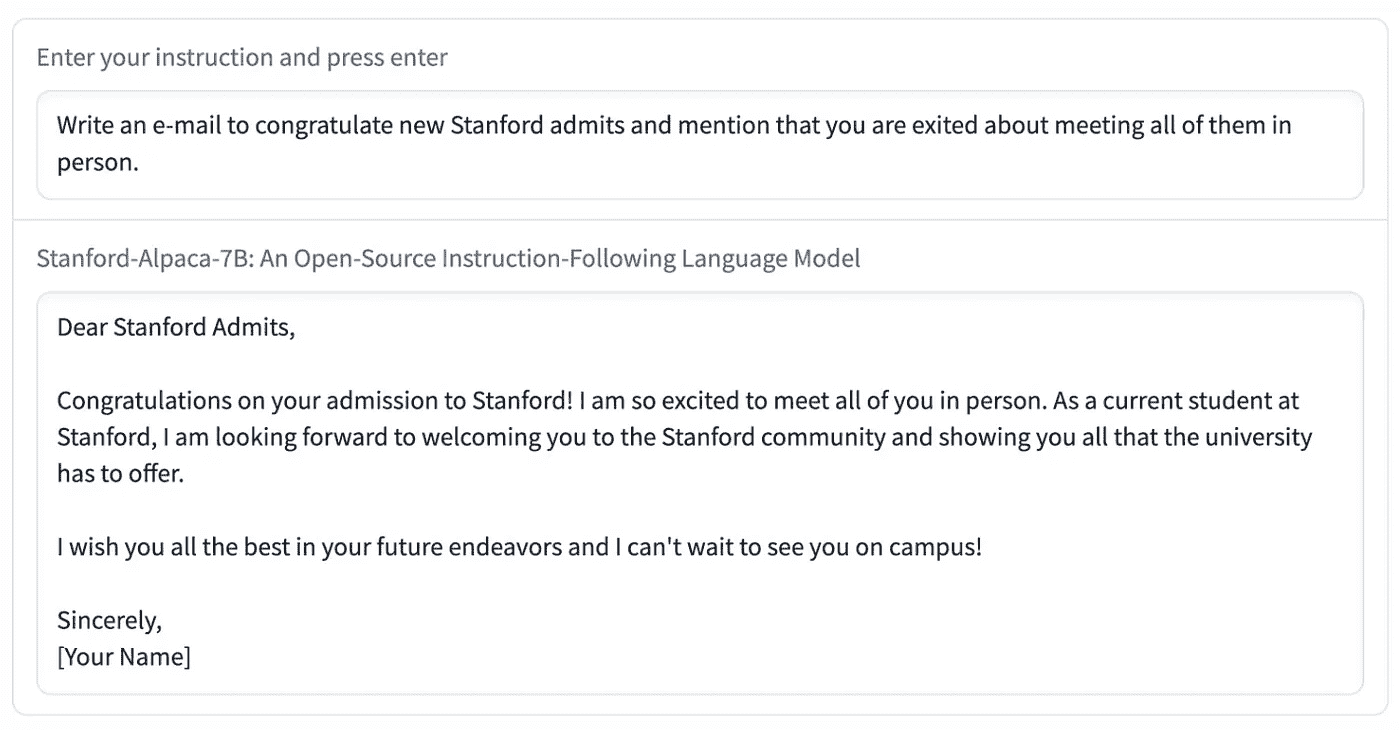 Enter your instruction and press enter
Write an e-mail to congratulate new Stanford admits and mention that you are exited about meeting all of them in
person.
Stanford-Alpaca-7B: An Open-Source Instruction-Following Language Model
Dear Stanford Admits,
Congratulations on your admission to Stanford! I am so excited to meet all of you in person. As a current student at
Stanford, I am looking forward to welcoming you to the Stanford community and showing you all that the university
has to offer.
I wish you all the best in your future endeavors and I can't wait to see you on campus!
Sincerely,
[Your Name]